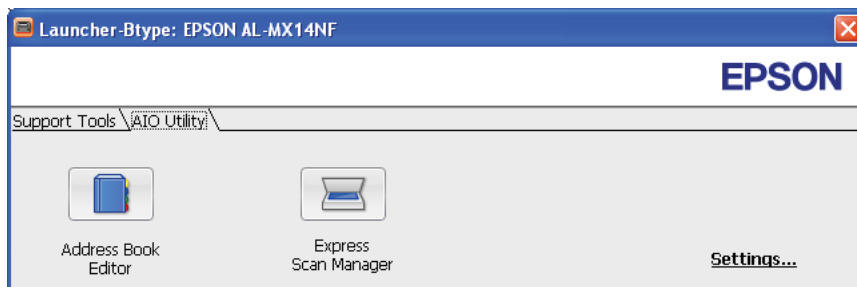 Launcher-Btype: EPSON AL-MX14NF
EPSON
Support Tools AIO Utility
Address Book
Editor
Express
Scan Manager
Settings...